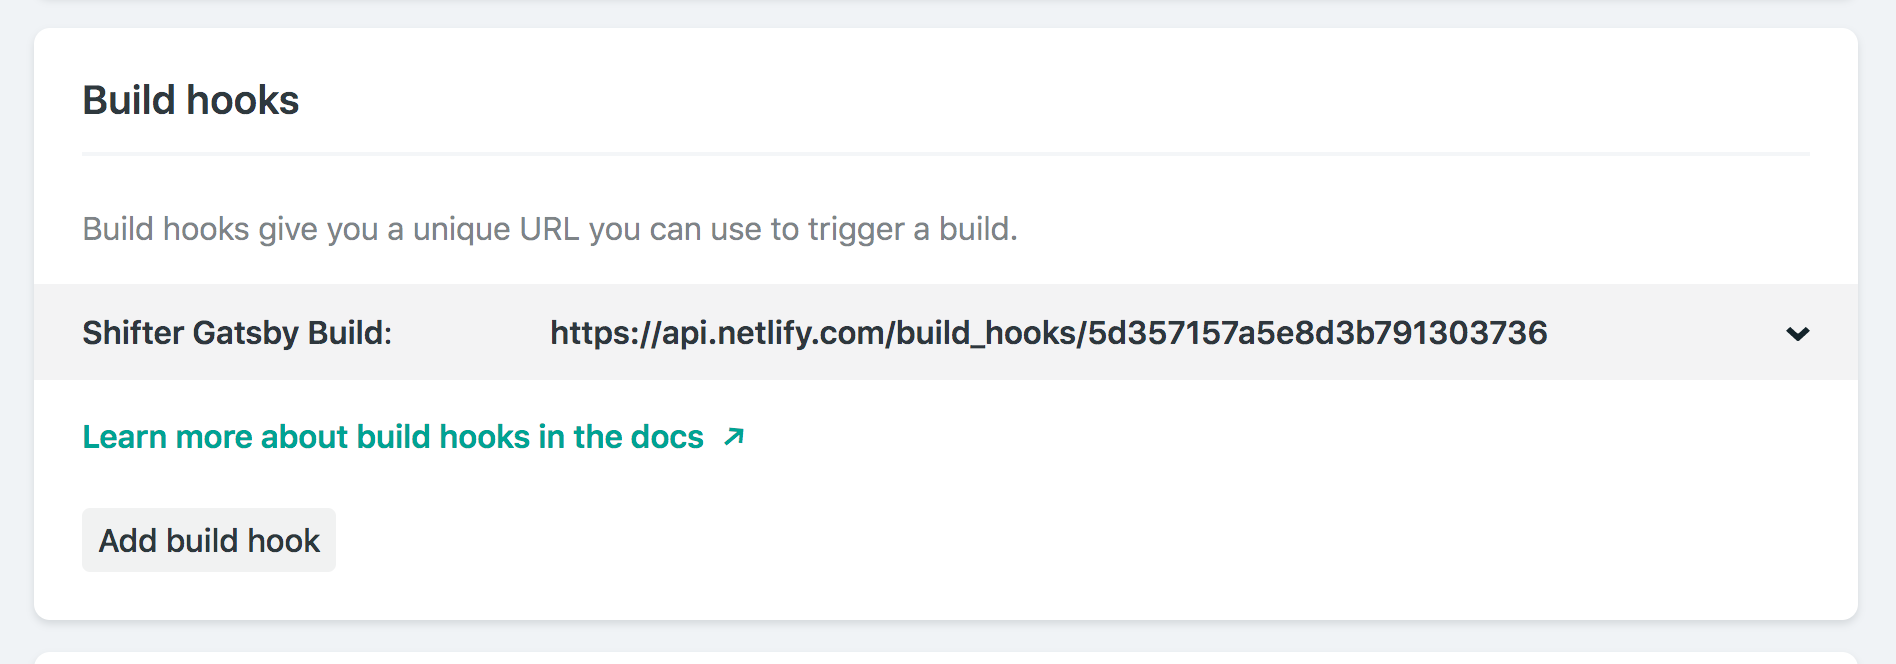 Build hooks
Build hooks give you a unique URL you can use to trigger a build.
Shifter Gatsby Build: https://api.netlify.com/build_hooks/5d357157a5e8d3b791303736
Learn more about build hooks in the docs
Add build hook